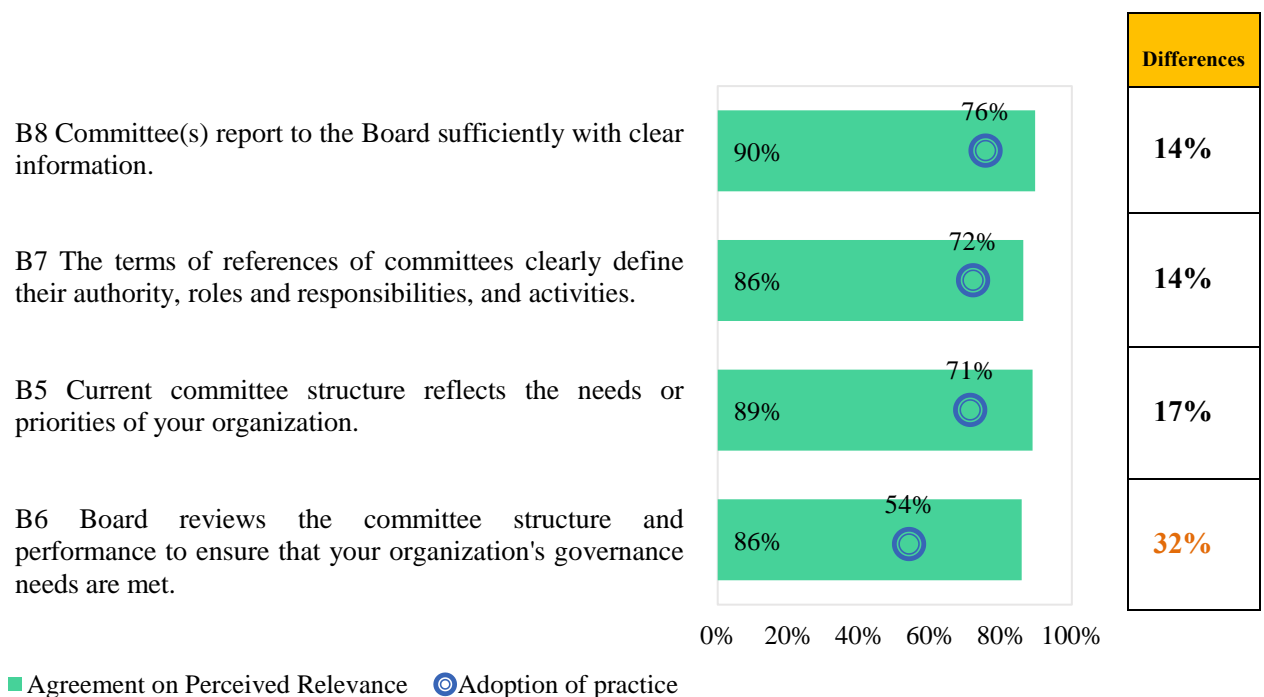 Differences
B8 Committee(s) report to the Board sufficiently with clear
information.
76%
90%
14%
B7 The terms of references of committees clearly define
their authority, roles and responsibilities, and activities.
72%
86%
14%
B5 Current committee structure reflects the needs or
priorities of your organization.
71%
89%
17%
B6 Board reviews the committee structure and
performance to ensure that your organization's governance
needs are met.
54%
86%
32%
0% 20% 40% 60% 80% 100%
Agreement on Perceived Relevance Adoption of practice